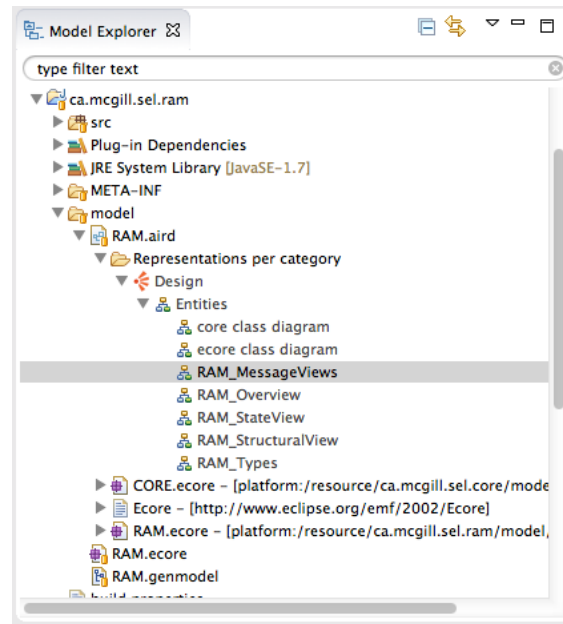 Model Explorer
type filter text
ca.mcgill.sel.ram
src
Plug-in Dependencies
JRE System Library [JavaSE-1.7]
META-INF
model
RAM.aird
Representations per category
Design
Entities
core class diagram
ecore class diagram
RAM_MessageViews
RAM_Overview
RAM_StateView
RAM_StructuralView
RAM_Types
CORE.ecore – [platform:/resource/ca.mcgill.sel.core/mode
Ecore – [http://www.eclipse.org/emf/2002/Ecore]
RAM.ecore – [platform:/resource/ca.mcgill.sel.ram/model,
RAM.ecore
RAM.genmodel
build.properties